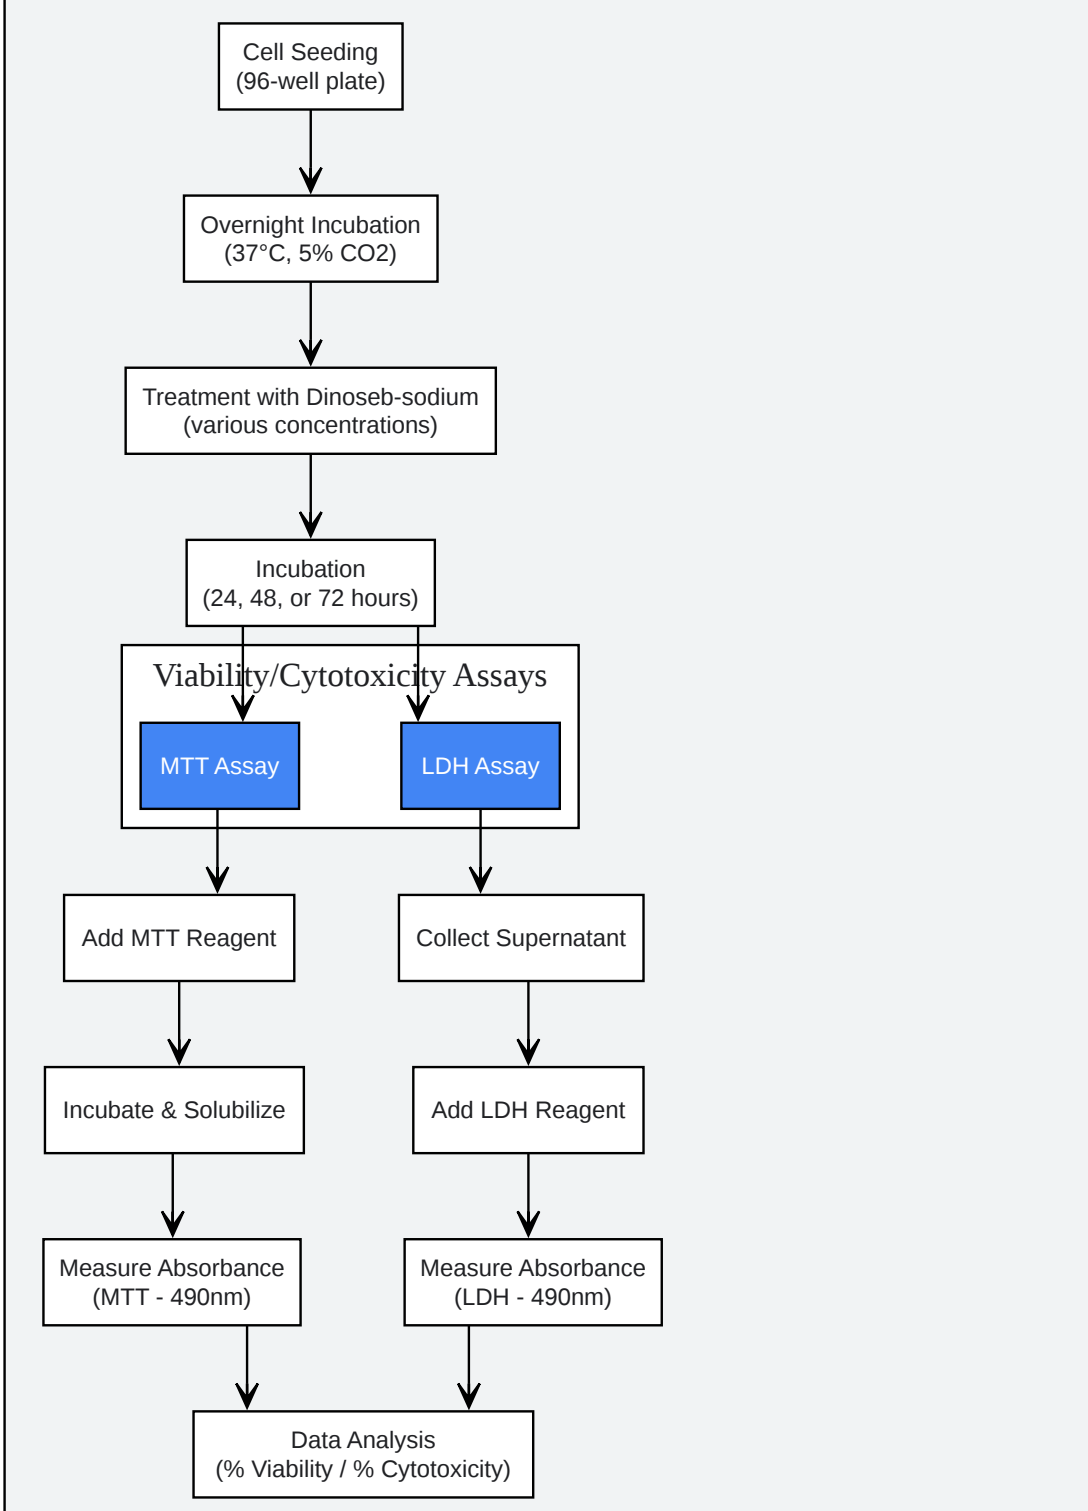 Cell Seeding
(96-well plate)
Overnight Incubation
(37°C, 5% CO2)
Treatment with Dinoseb-sodium
(various concentrations)
Incubation
(24, 48, or 72 hours)
Viability/Cytotoxicity Assays
MTT Assay
LDH Assay
Add MTT Reagent
Collect Supernatant
Incubate & Solubilize
Add LDH Reagent
Measure Absorbance
(MTT - 490nm)
Measure Absorbance
(LDH - 490nm)
Data Analysis
(% Viability / % Cytotoxicity)